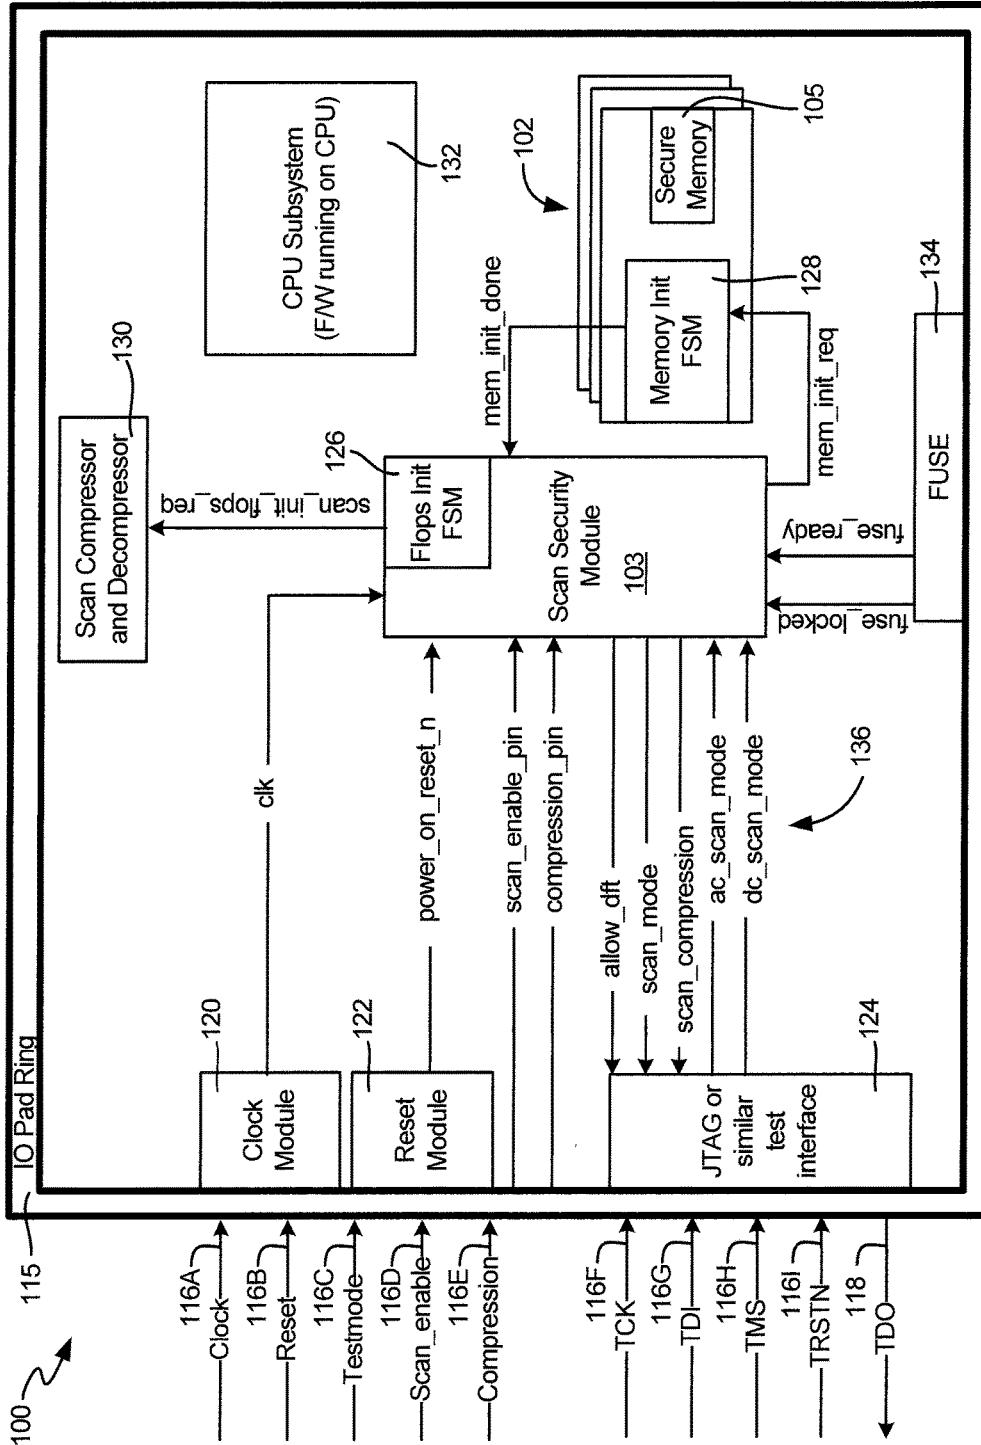 100
115
IO Pad Ring
116A
Clock
116B
Reset
116C
Testmode
116D
Scan_enable
116E
Compression
116F
TCK
116G
TDI
116H
TMS
116I
TRSTN
118
TDO
120
Clock
Module
122
Reset
Module
JTAG or
similar
test
interface
124
clk
power_on_reset_n
scan_enable_pin
compression_pin
allow_dft
scan_mode
scan_compression
ac_scan_mode
dc_scan_mode
136
Scan Compressor
and Decompressor
130
scan_init_flops_req
126
Flops Init
FSM
Scan Security
Module
103
fuse_locked
fuse_ready
FUSE
134
mem_init_done
mem_init_req
CPU Subsystem
(F/W running on CPU)
132
102
Memory Init
FSM
128
Secure
Memory
105